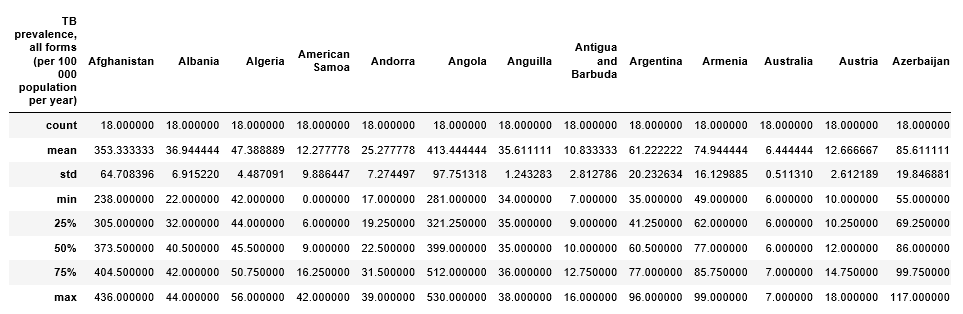 TB prevalence, all forms (per 100 000 population per year) Afghanistan Albania Algeria American Samoa Andorra Angola Anguilla Antigua and Barbuda Argentina Armenia Australia Austria Azerbaijan
count 18.000000 18.000000 18.000000 18.000000 18.000000 18.000000 18.000000 18.000000 18.000000 18.000000 18.000000 18.000000 18.000000
mean 353.333333 36.944444 47.388889 12.277778 25.277778 413.444444 35.611111 10.833333 61.222222 74.944444 6.444444 12.666667 85.611111
std 64.708396 6.915220 4.487091 9.886447 7.274497 97.751318 1.243283 2.812786 20.232634 16.129885 0.511310 2.612189 19.846881
min 238.000000 22.000000 42.000000 0.000000 17.000000 281.000000 34.000000 7.000000 35.000000 49.000000 6.000000 10.000000 55.000000
25% 305.000000 32.000000 44.000000 6.000000 19.250000 321.250000 35.000000 9.000000 41.250000 62.000000 6.000000 10.250000 69.250000
50% 373.500000 40.500000 45.500000 9.000000 22.500000 399.000000 35.000000 10.000000 60.500000 77.000000 6.000000 12.000000 86.000000
75% 404.500000 42.000000 50.750000 16.250000 31.500000 512.000000 36.000000 12.750000 77.000000 85.750000 7.000000 14.750000 99.750000
max 436.000000 44.000000 56.000000 42.000000 39.000000 530.000000 38.000000 16.000000 96.000000 99.000000 7.000000 18.000000 117.000000